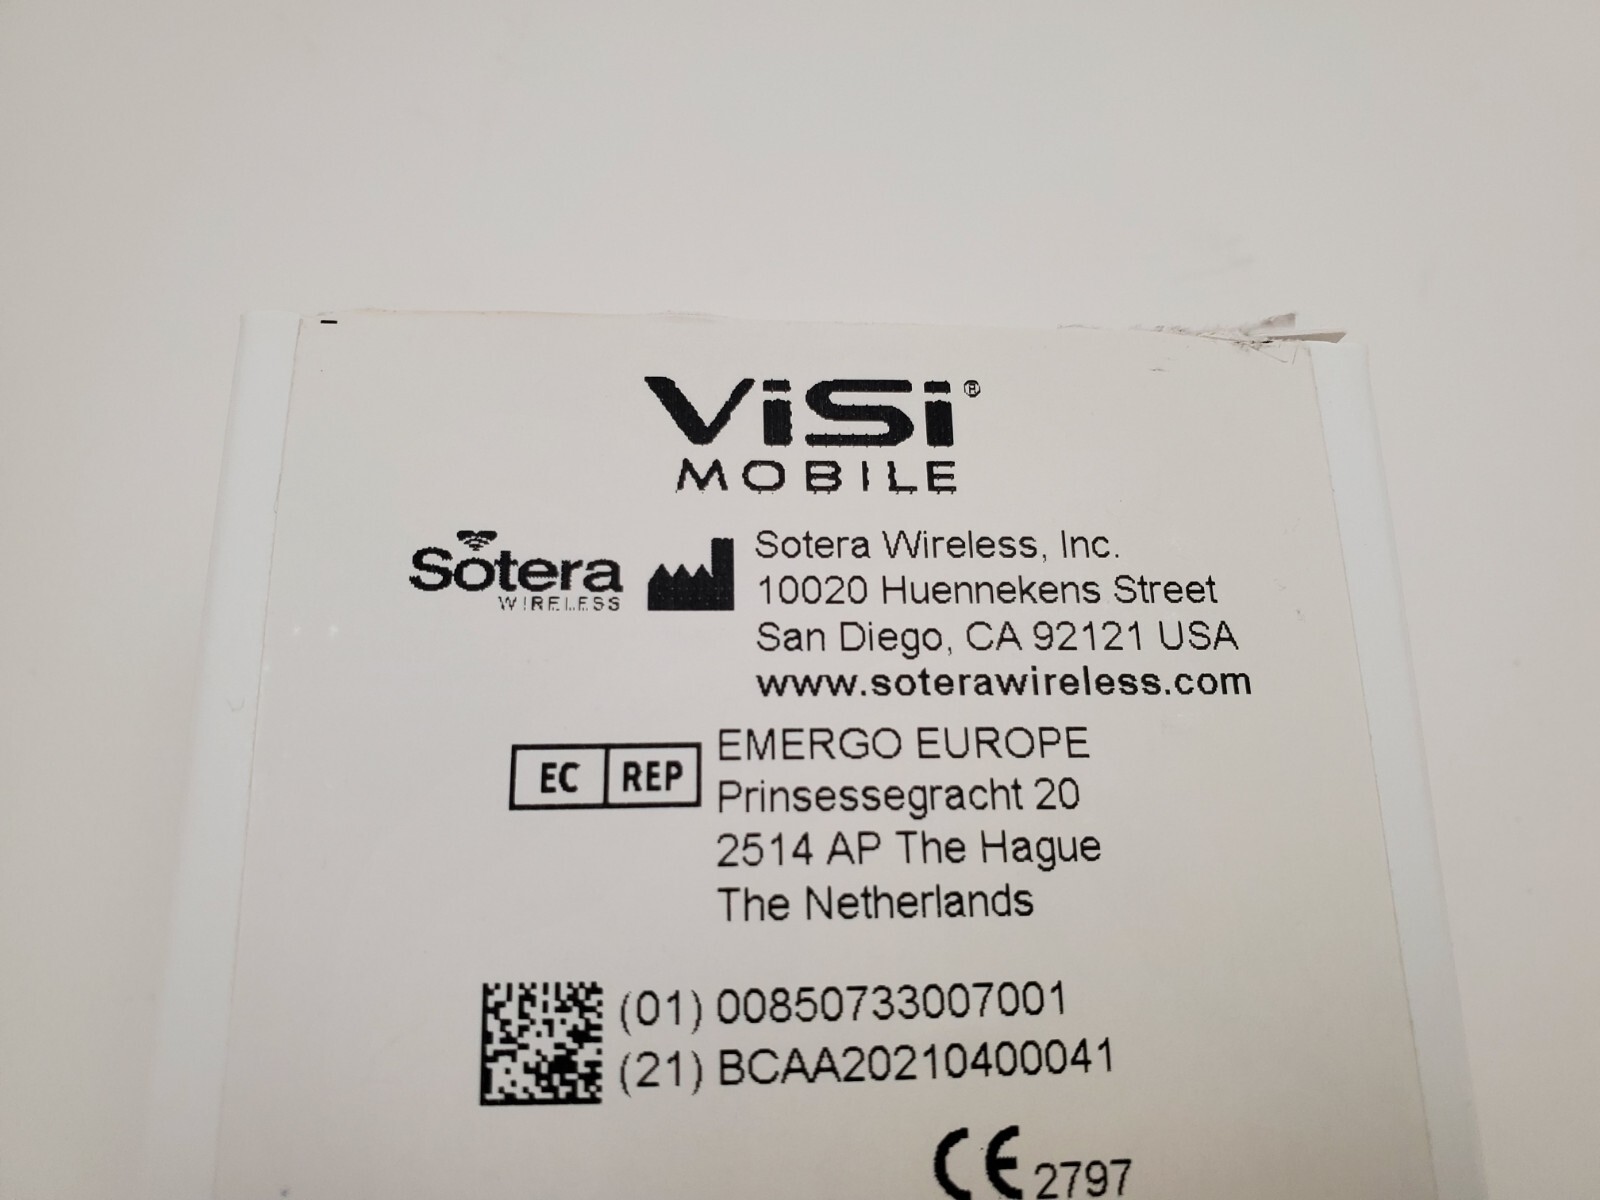 ViSi®
MOBILE
Sotera
WIRELESS
Sotera Wireless, Inc.
10020 Huennekens Street
San Diego, CA 92121 USA
www.soterawireless.com
EC REP
EMERGO EUROPE
Prinsessegracht 20
2514 AP The Hague
The Netherlands
(01) 00850733007001
(21) BCAA20210400041
CE 2797